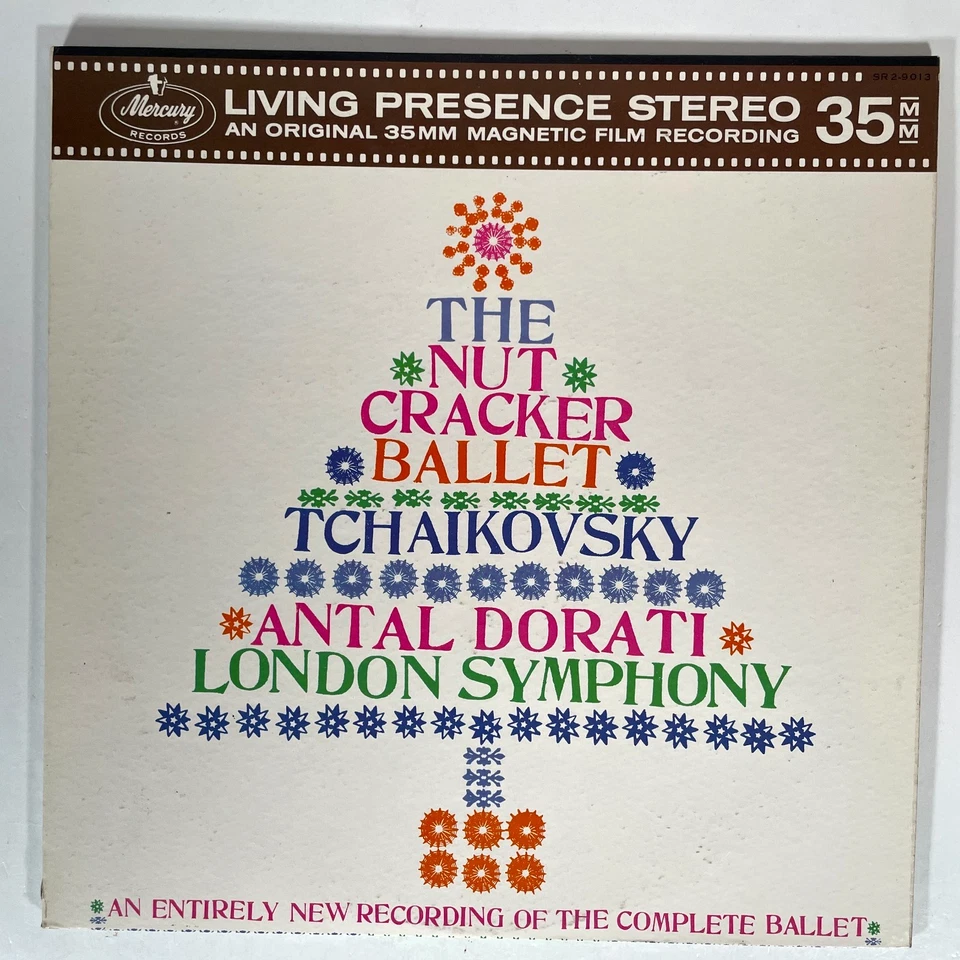 SR 2-9013
Mercury
RECORDS
LIVING PRESENCE STEREO
AN ORIGINAL 35MM MAGNETIC FILM RECORDING
35 MM
THE
NUT
CRACKER
BALLET
TCHAIKOVSKY
ANTAL DORATI
LONDON SYMPHONY
AN ENTIRELY NEW RECORDING OF THE COMPLETE BALLET